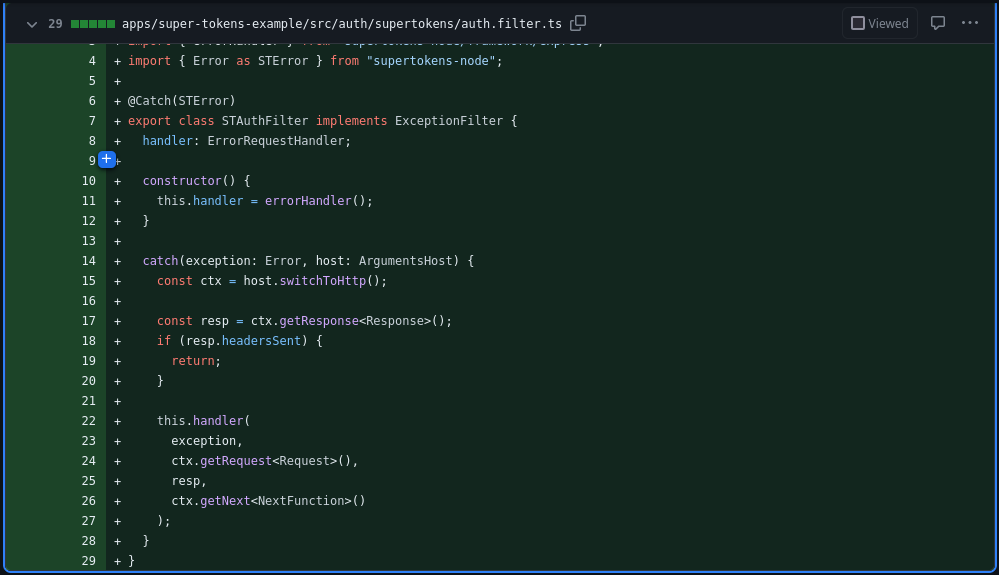 29 apps/super-tokens-example/src/auth/supertokens/auth.filter.ts Viewed
4 + import { Error as STError } from "supertokens-node";
5 +
6 + @Catch(STError)
7 + export class STAuthFilter implements ExceptionFilter {
8 +   handler: ErrorRequestHandler;
9 +
10 +   constructor() {
11 +     this.handler = errorHandler();
12 +   }
13 +
14 +   catch(exception: Error, host: ArgumentsHost) {
15 +     const ctx = host.switchToHttp();
16 +
17 +     const resp = ctx.getResponse<Response>();
18 +     if (resp.headersSent) {
19 +       return;
20 +     }
21 +
22 +     this.handler(
23 +       exception,
24 +       ctx.getRequest<Request>(),
25 +       resp,
26 +       ctx.getNext<NextFunction>()
27 +     );
28 +   }
29 + }